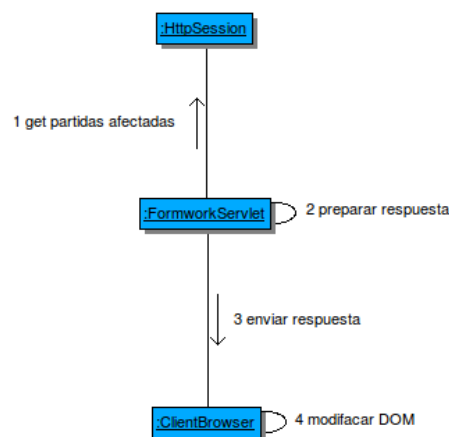 :HttpSession
1 get partidas afectadas
:FormworkServlet
2 preparar respuesta
3 enviar respuesta
:ClientBrowser
4 modifacar DOM